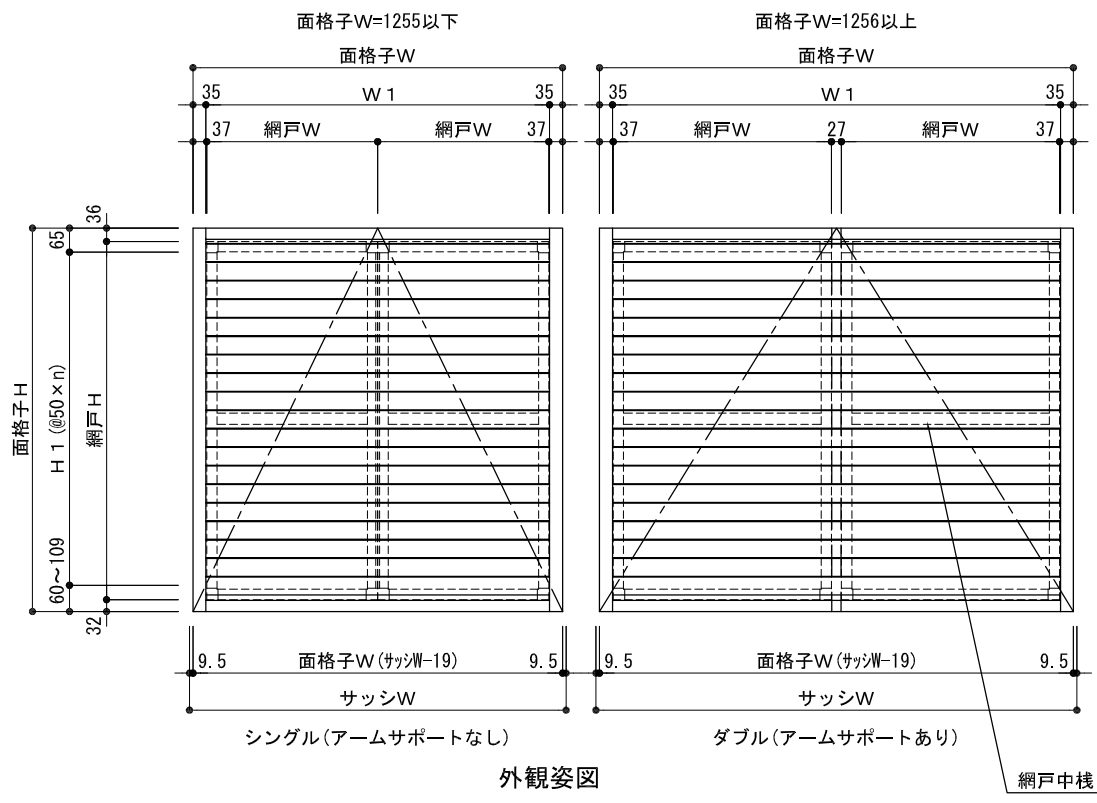 面格子W=1255以下
面格子W
35 W1 35
37 網戸W 網戸W 37
面格子W=1256以上
面格子W
35 W1 35
37 網戸W 27 網戸W 37
面格子H
65
H1(@50×n)
60～109
36
網戸H
32
9.5 面格子W(ｻｯｼW-19) 9.5
サッシW
シングル(アームサポートなし)
9.5 面格子W(ｻｯｼW-19) 9.5
サッシW
ダブル(アームサポートあり)
外観姿図
網戸中桟